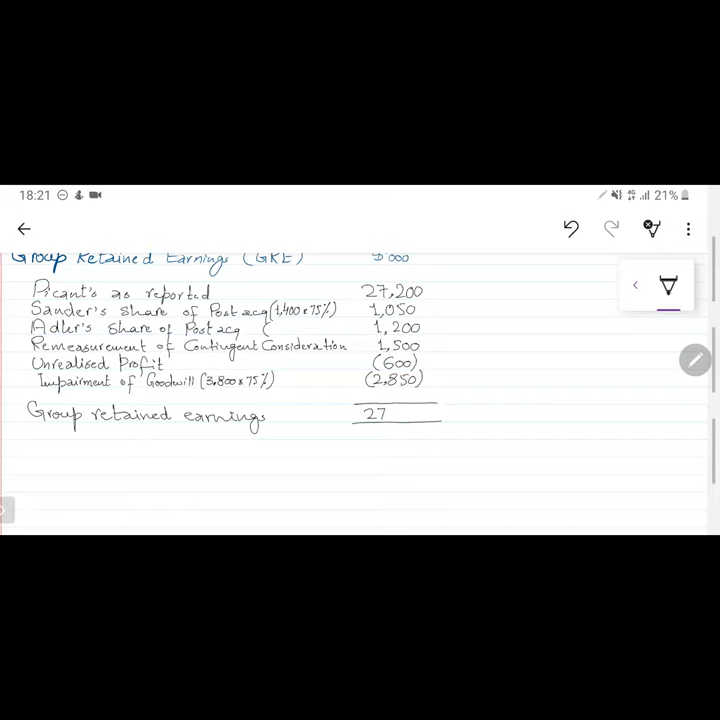 18:21 4G 21%
Group Retained Earnings (GRE) $'000
Picant's as reported 27,200
Sander's share of Post acq (1,400 x 75%) 1,050
Adler's share of Post acq ( 1,200
Remeasurement of Contingent Consideration 1,500
Unrealised Profit (600)
Impairment of Goodwill (3,800 x 75%) (2,850)
Group retained earnings 27